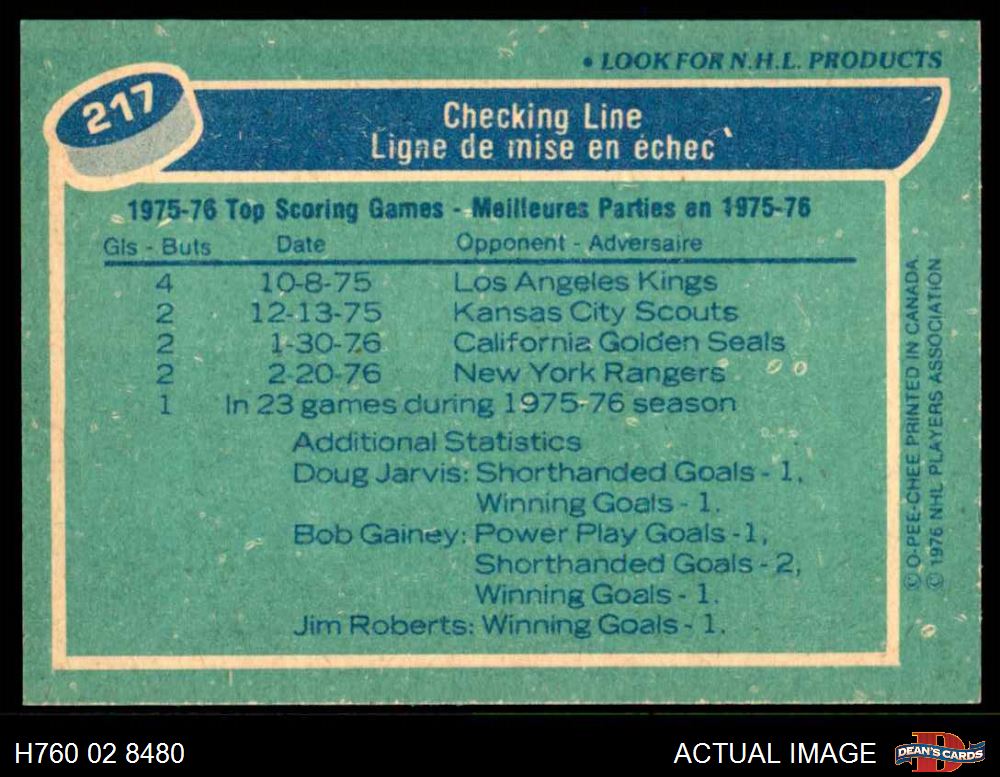 • LOOK FOR N.H.L. PRODUCTS
217
Checking Line
Ligne de mise en échec
1975-76 Top Scoring Games - Meilleures Parties en 1975-76
Gls - Buts Date Opponent - Adversaire
4 10-8-75 Los Angeles Kings
2 12-13-75 Kansas City Scouts
2 1-30-76 California Golden Seals
2 2-20-76 New York Rangers
1 In 23 games during 1975-76 season
Additional Statistics
Doug Jarvis: Shorthanded Goals - 1,
Winning Goals - 1.
Bob Gainey: Power Play Goals - 1,
Shorthanded Goals - 2,
Winning Goals - 1.
Jim Roberts: Winning Goals - 1.
© O-PEE-CHEE PRINTED IN CANADA
© 1976 NHL PLAYERS ASSOCIATION
H760 02 8480
ACTUAL IMAGE
D
DEAN'S CARDS